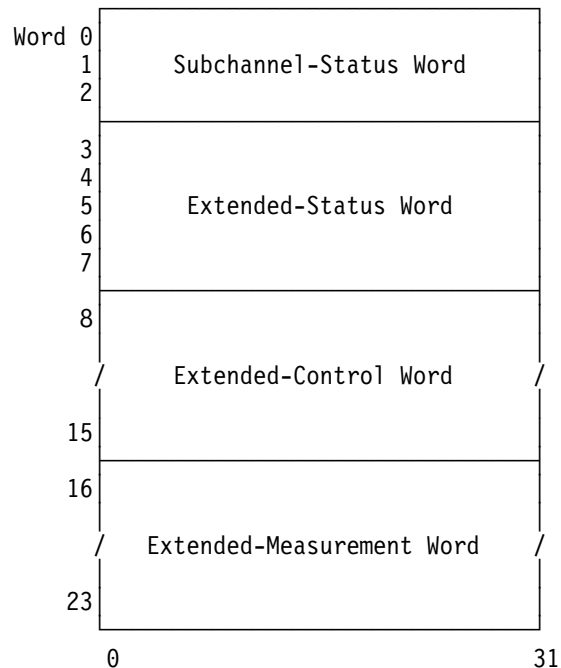 Word 0
1 Subchannel-Status Word
2
3
4
5 Extended-Status Word
6
7
8
/ Extended-Control Word /
15
16
/ Extended-Measurement Word /
23
0 31